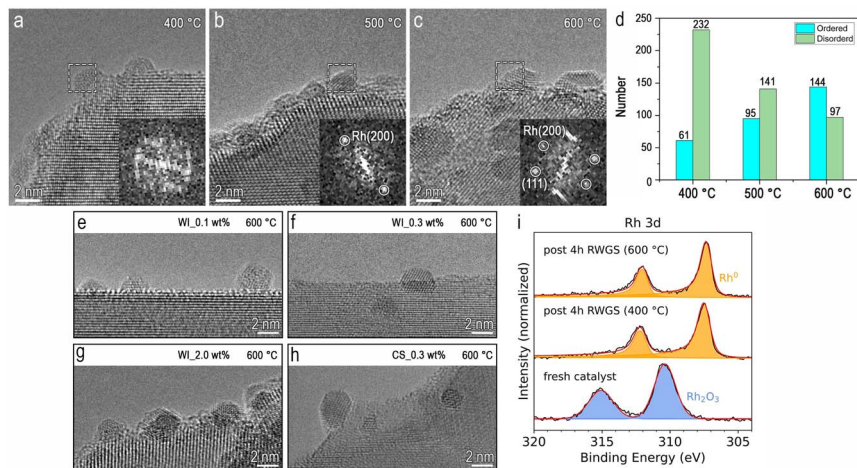 a
400 °C
2 nm
b
500 °C
Rh(200)
2 nm
c
600 °C
Rh(200)
(111)
2 nm
d
Number
250
200
150
100
50
0
Ordered
Disorderd
61
232
95
141
144
97
400 °C
500 °C
600 °C
e
WI_0.1 wt% 600 °C
2 nm
f
WI_0.3 wt% 600 °C
2 nm
g
WI_2.0 wt% 600 °C
2 nm
h
CS_0.3 wt% 600 °C
2 nm
i
Rh 3d
Intensity (normalized)
post 4h RWGS (600 °C)
Rh⁰
post 4h RWGS (400 °C)
fresh catalyst
Rh₂O₃
320
315
310
305
Binding Energy (eV)